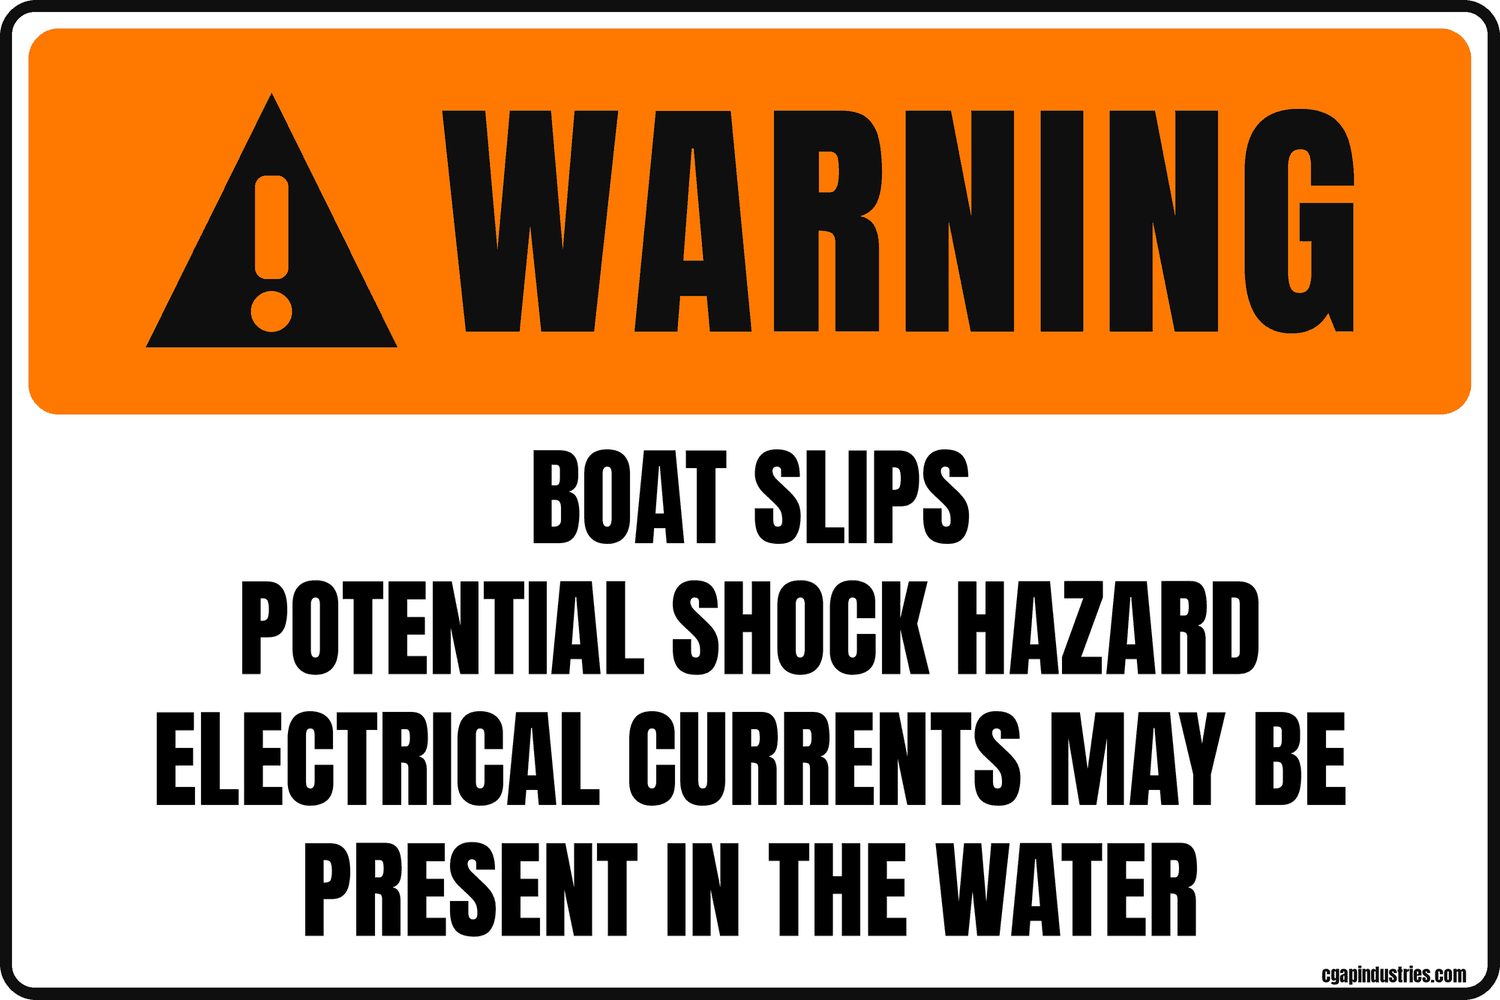 WARNING
BOAT SLIPS
POTENTIAL SHOCK HAZARD
ELECTRICAL CURRENTS MAY BE
PRESENT IN THE WATER
cgapindustries.com